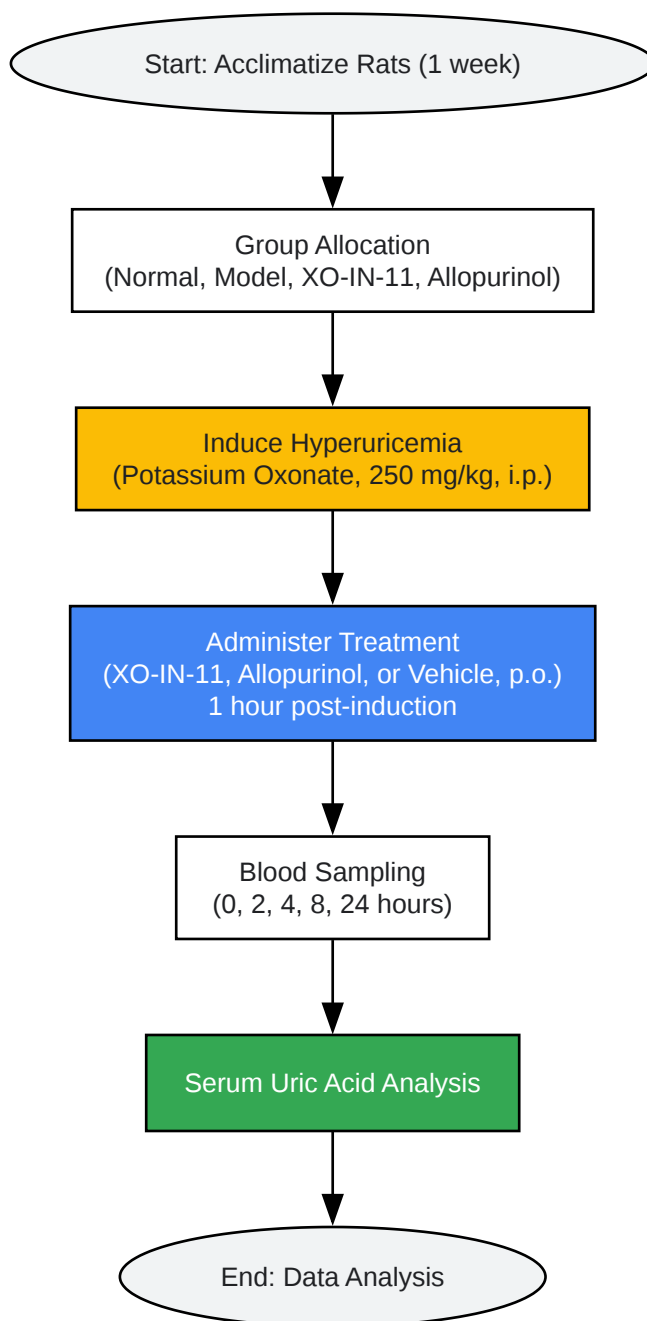 Start: Acclimatize Rats (1 week)
Group Allocation
(Normal, Model, XO-IN-11, Allopurinol)
Induce Hyperuricemia
(Potassium Oxonate, 250 mg/kg, i.p.)
Administer Treatment
(XO-IN-11, Allopurinol, or Vehicle, p.o.)
1 hour post-induction
Blood Sampling
(0, 2, 4, 8, 24 hours)
Serum Uric Acid Analysis
End: Data Analysis